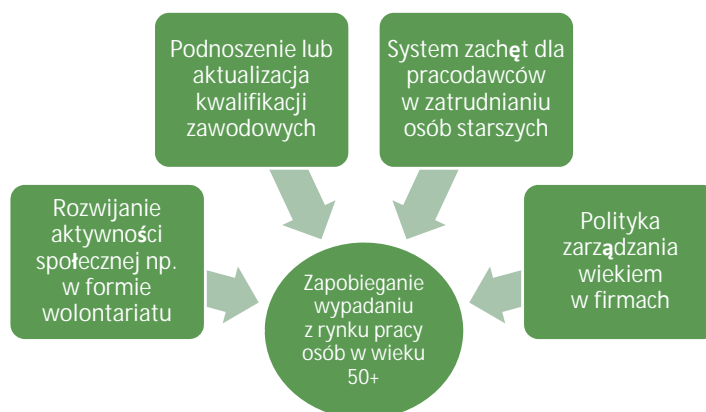 Podnoszenie lub
aktualizacja
kwalifikacji
zawodowych
System zachęt dla
pracodawców
w zatrudnianiu
osób starszych
Rozwijanie
aktywności
społecznej np.
w formie
wolontariatu
Polityka
zarządzania
wiekiem
w firmach
Zapobieganie
wypadaniu
z rynku pracy
osób w wieku
50+